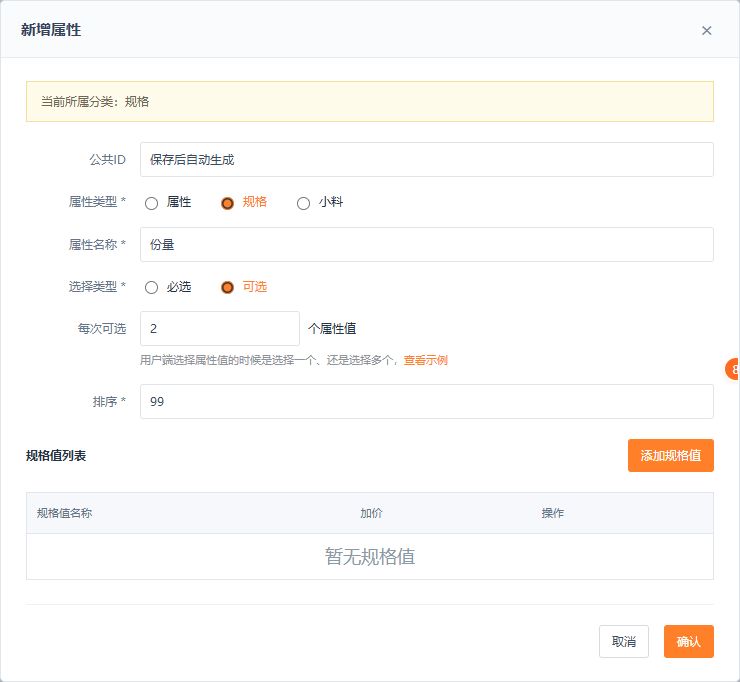 新增属性
当前所属分类：规格
公共ID 保存后自动生成
属性类型 * 属性 规格 小料
属性名称 * 份量
选择类型 * 必选 可选
每次可选 2 个属性值
用户端选择属性值的时候是选择一个、还是选择多个，查看示例
8
排序 * 99
规格值列表 添加规格值
规格值名称 加价 操作
暂无规格值
取消 确认